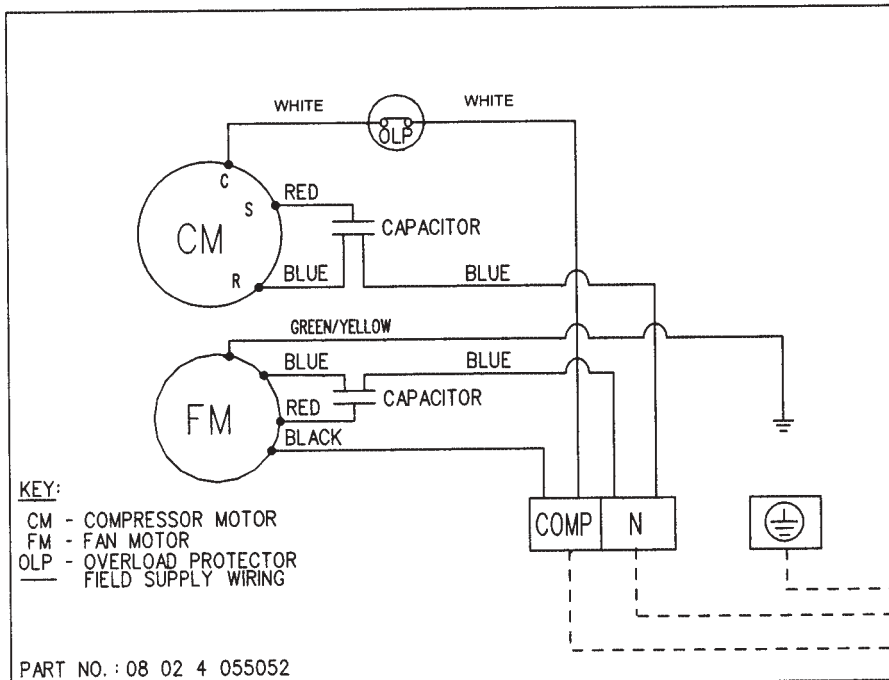 WHITE
WHITE
OLP
C
RED
S
CM
CAPACITOR
R
BLUE
BLUE
GREEN/YELLOW
BLUE
BLUE
FM
RED
CAPACITOR
BLACK
COMP
N
KEY:
CM - COMPRESSOR MOTOR
FM - FAN MOTOR
OLP - OVERLOAD PROTECTOR
FIELD SUPPLY WIRING
PART NO. : 08 02 4 055052